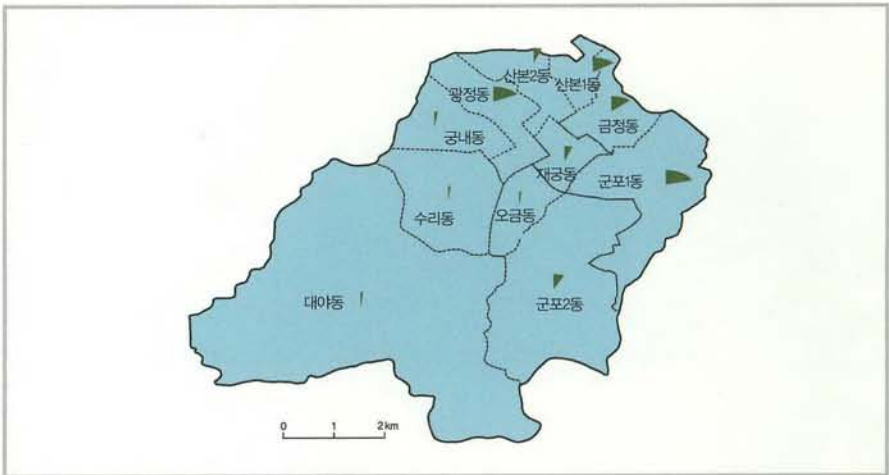 산본2동
산본1동
광정동
금정동
궁내동
재궁동
군포1동
수리동
오금동
대야동
군포2동
0 1 2km